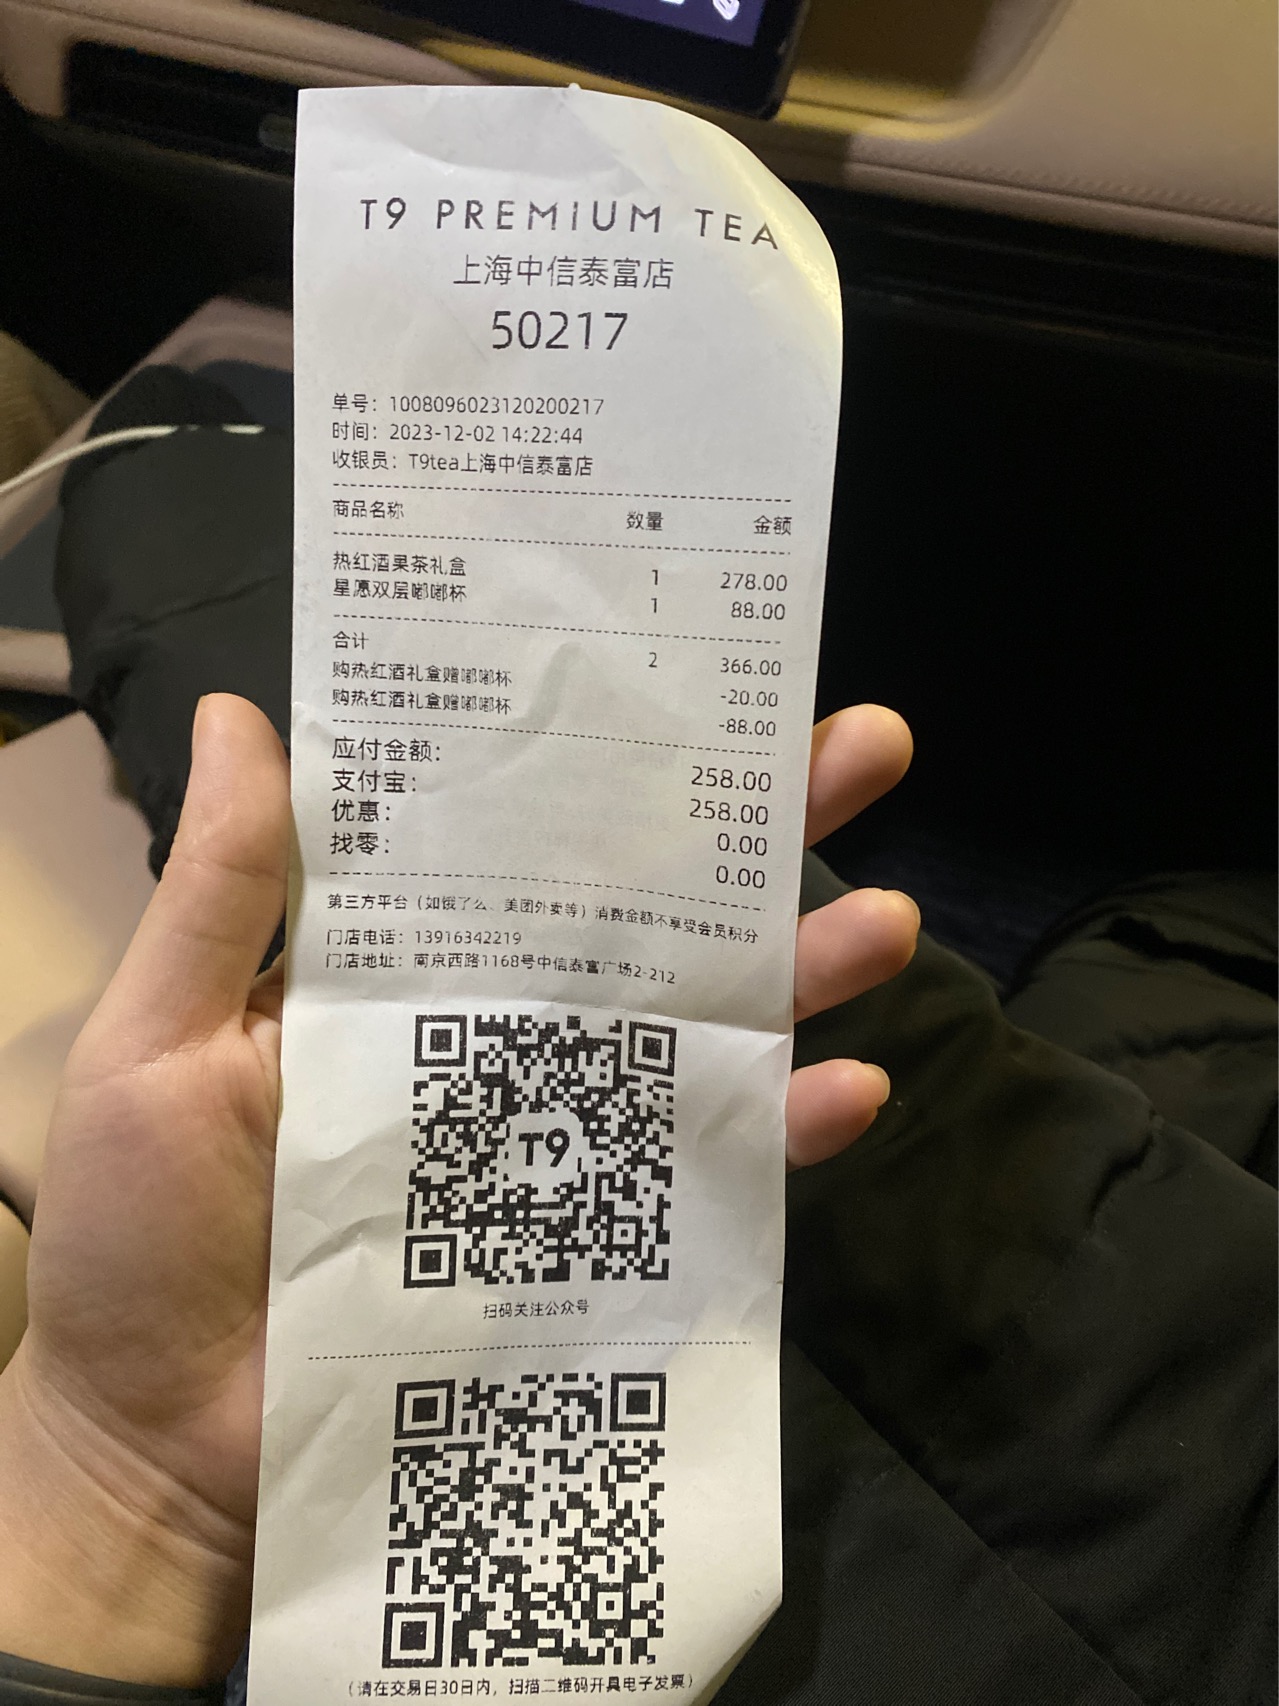 T9 PREMIUM TEA
上海中信泰富店
50217
单号：1008096023120200217
时间：2023-12-02 14:22:44
收银员：T9tea上海中信泰富店
商品名称 数量 金额
热红酒果茶礼盒 1 278.00
星愿双层嘟嘟杯 1 88.00
合计 2 366.00
购热红酒礼盒赠嘟嘟杯 -20.00
购热红酒礼盒赠嘟嘟杯 -88.00
应付金额： 258.00
支付宝： 258.00
优惠： 0.00
找零： 0.00
第三方平台（如饿了么、美团外卖等）消费金额不享受会员积分
门店电话：13916342219
门店地址：南京西路1168号中信泰富广场2-212
T9
扫码关注公众号
（请在交易日30日内，扫描二维码开具电子发票）